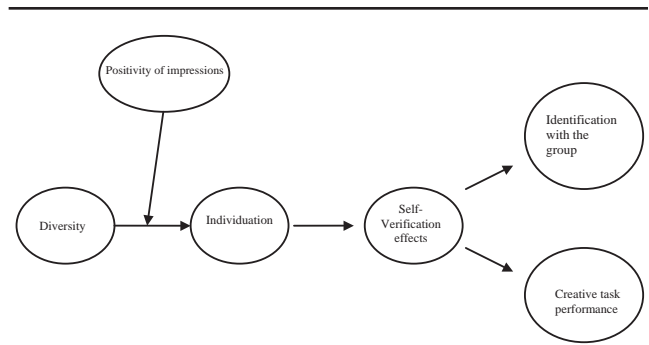 Positivity of impressions
Identification
with the
group
Diversity
Individuation
Self-
Verification
effects
Creative task
performance